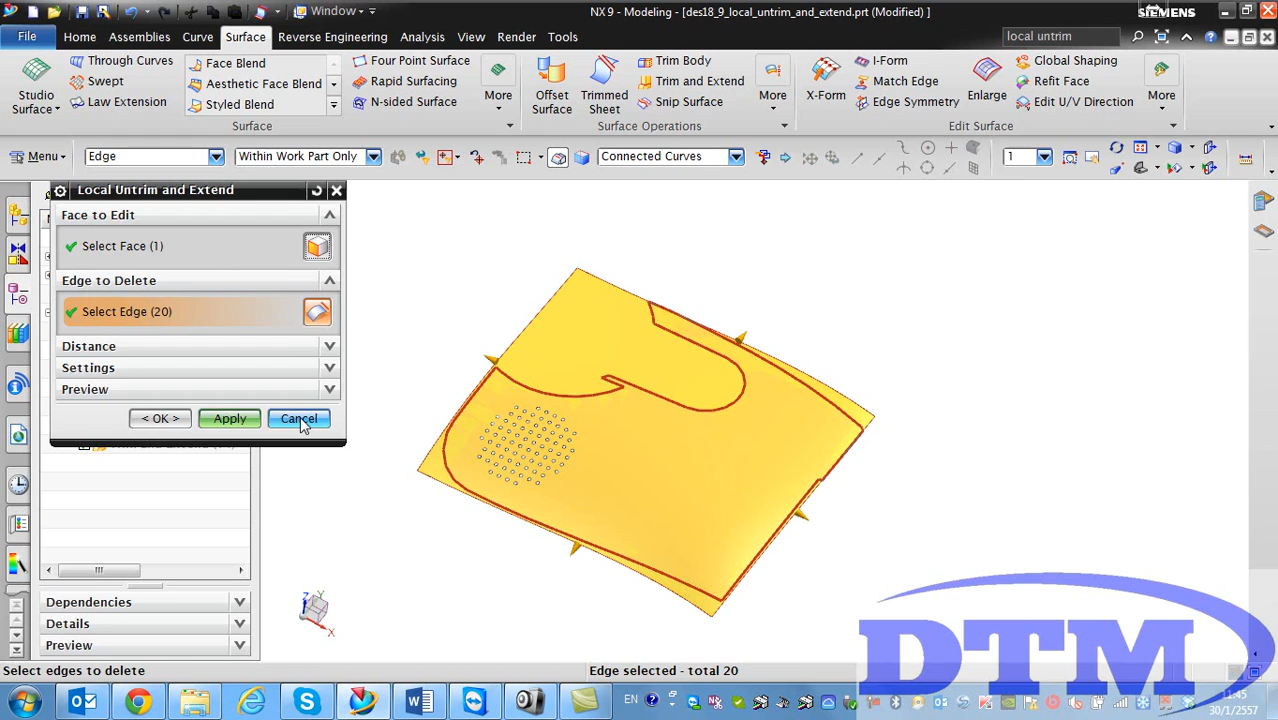 Window
NX 9 - Modeling - [des18_9_local_untrim_and_extend.prt (Modified) ]
SIEMENS
File Home Assemblies Curve Surface Reverse Engineering Analysis View Render Tools
local untrim
Studio Surface
Through Curves
Swept
Law Extension
Face Blend
Aesthetic Face Blend
Styled Blend
Four Point Surface
Rapid Surfacing
N-sided Surface
More
Surface
Offset Surface
Trimmed Sheet
Trim Body
Trim and Extend
Snip Surface
More
Surface Operations
X-Form
I-Form
Match Edge
Edge Symmetry
Enlarge
Global Shaping
Refit Face
Edit U/V Direction
More
Edit Surface
Menu
Edge
Within Work Part Only
Connected Curves
1
Local Untrim and Extend
Face to Edit
Select Face (1)
Edge to Delete
Select Edge (20)
Distance
Settings
Preview
< OK > Apply Cancel
Dependencies
Details
Preview
Z
Y
X
DTM
Select edges to delete
Edge selected - total 20
EN
11:45
30/1/2557